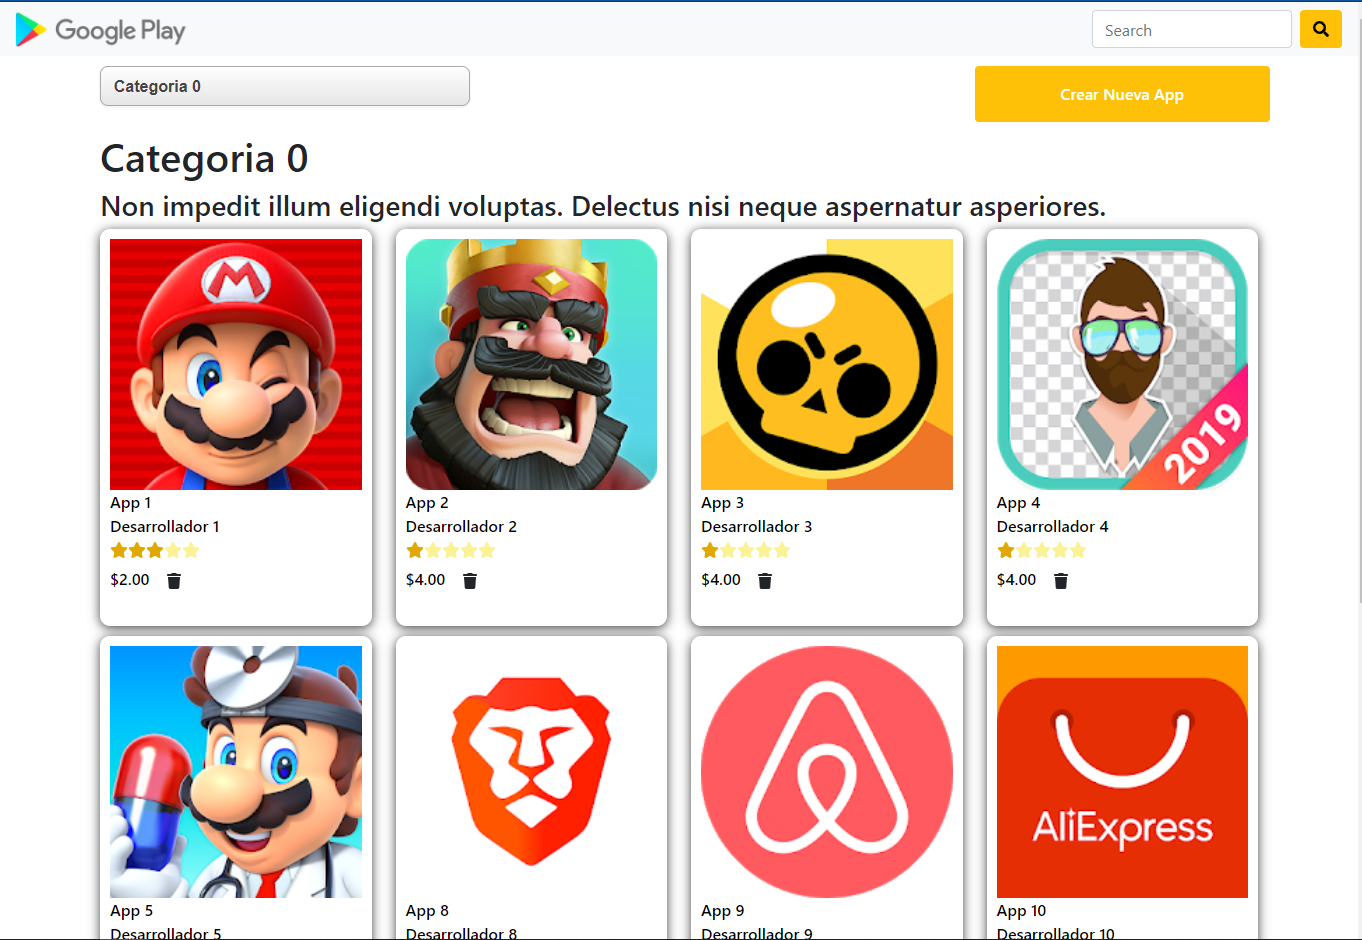 Google Play
Search
Categoria 0
Crear Nueva App
Categoria 0
Non impedit illum eligendi voluptas. Delectus nisi neque aspernatur asperiores.
M
2019
App 1
App 2
App 3
App 4
Desarrollador 1
Desarrollador 2
Desarrollador 3
Desarrollador 4
$2.00
$4.00
$4.00
$4.00
AliExpress
App 5
App 8
App 9
App 10
Desarrollador 5
Desarrollador 8
Desarrollador 9
Desarrollador 10